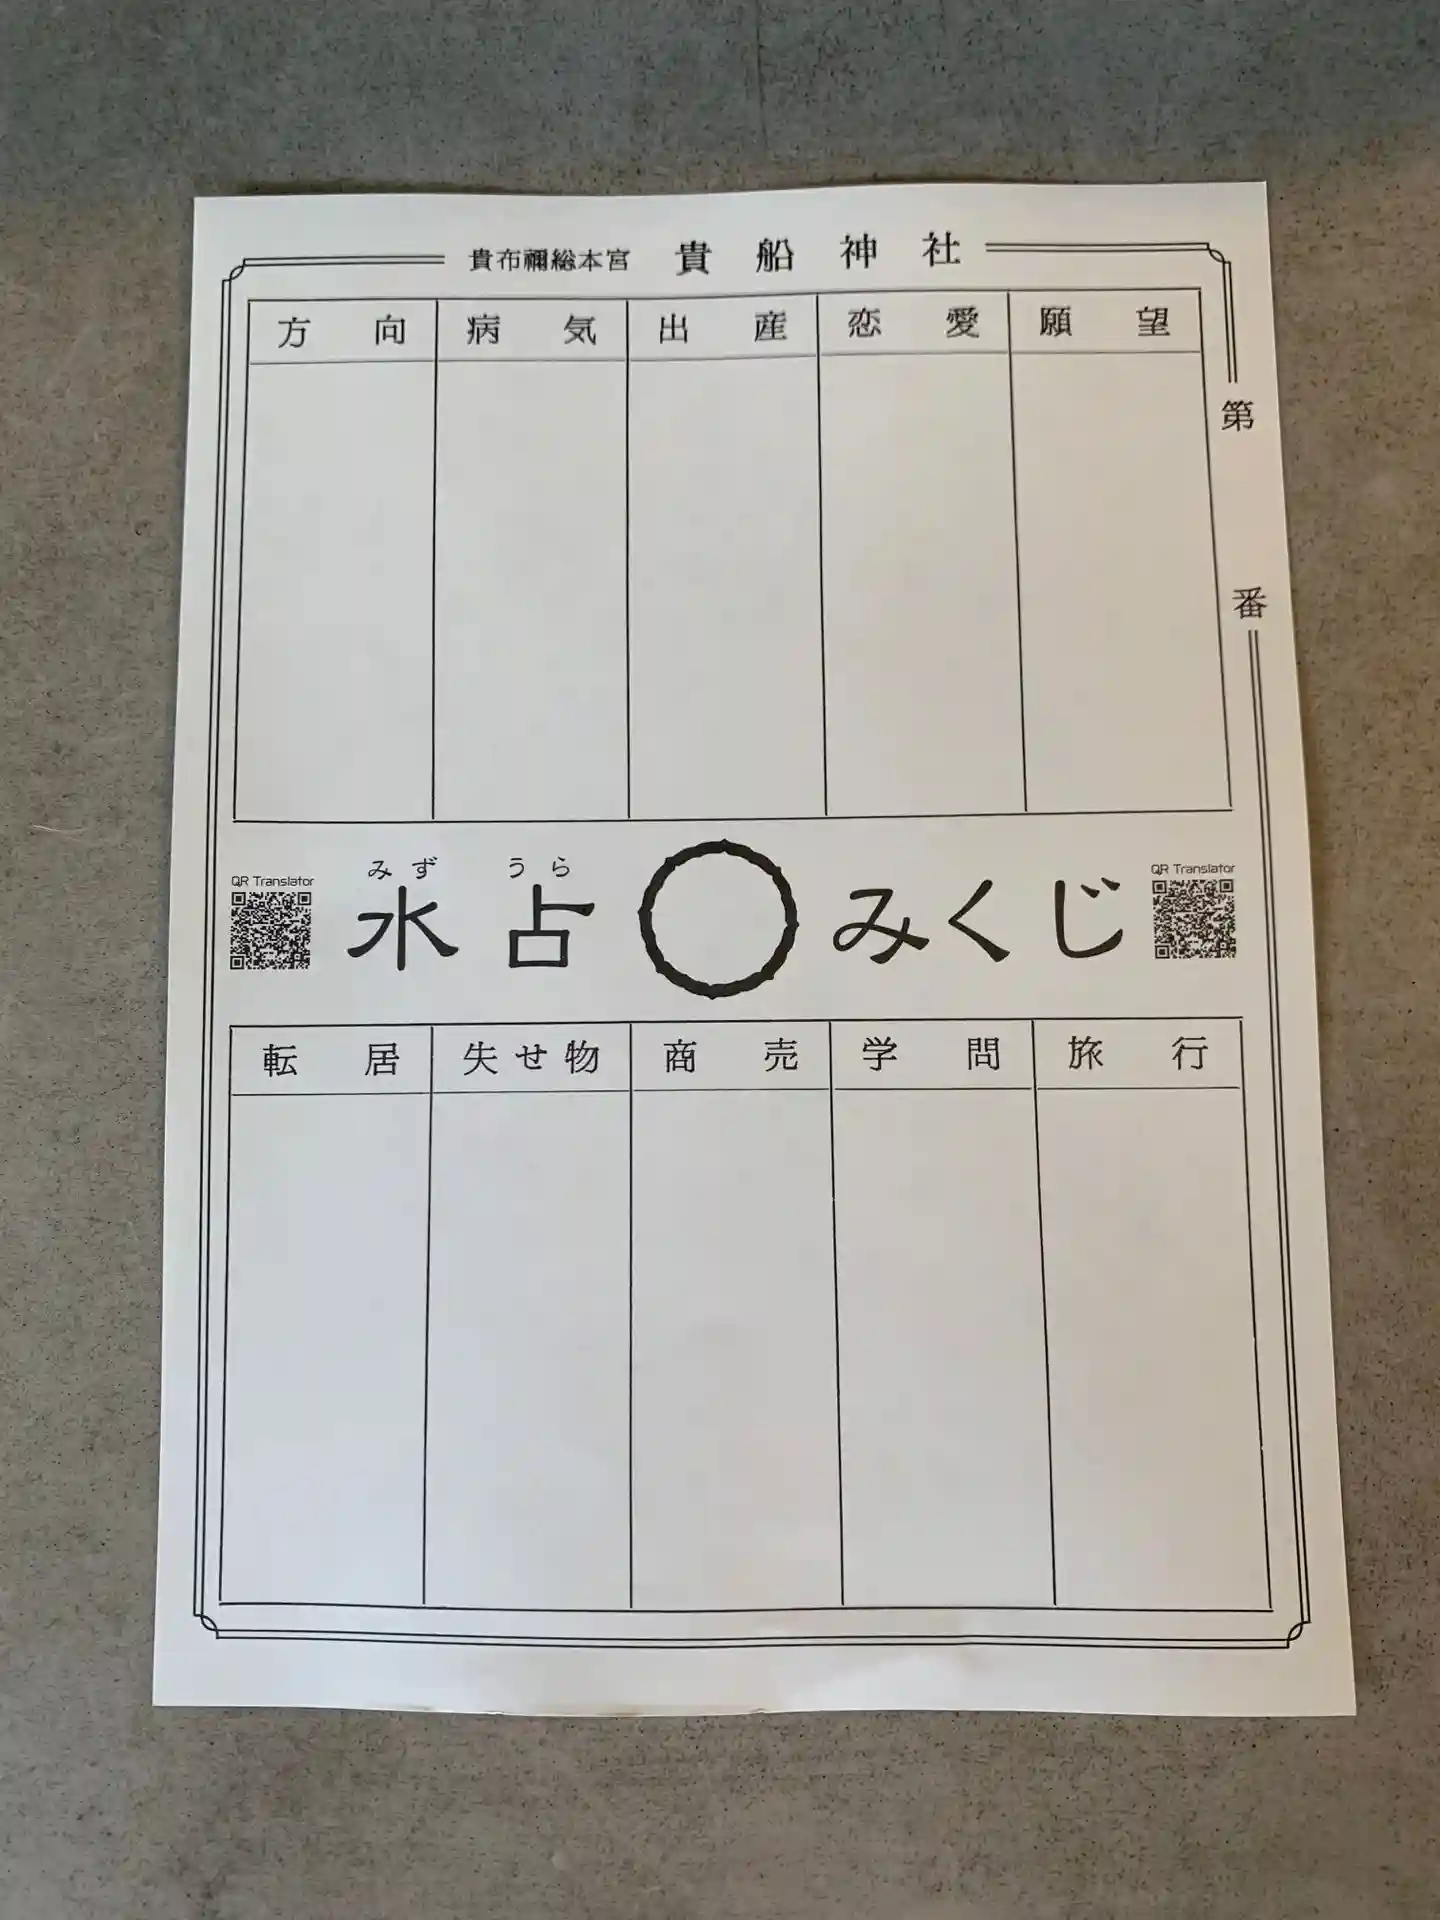 貴布禰総本宮 貴船神社
第 番
願望
恋愛
出産
病気
方向
みず うら
水占○みくじ
QR Translator
QR Translator
旅行
学問
商売
失せ物
転居